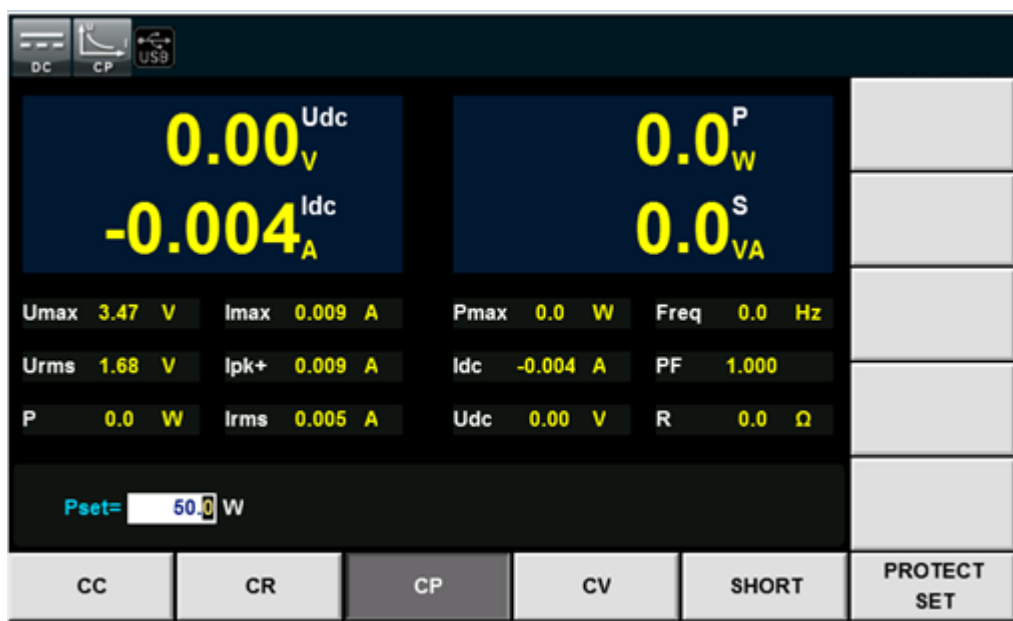 U I
DC CP USB
0.00 Udc V
-0.004 Idc A
0.0 P W
0.0 S VA
Umax 3.47 V Imax 0.009 A Pmax 0.0 W Freq 0.0 Hz
Urms 1.68 V Ipk+ 0.009 A Idc -0.004 A PF 1.000
P 0.0 W Irms 0.005 A Udc 0.00 V R 0.0 Ω
Pset= 50.0 W
CC CR CP CV SHORT PROTECT SET